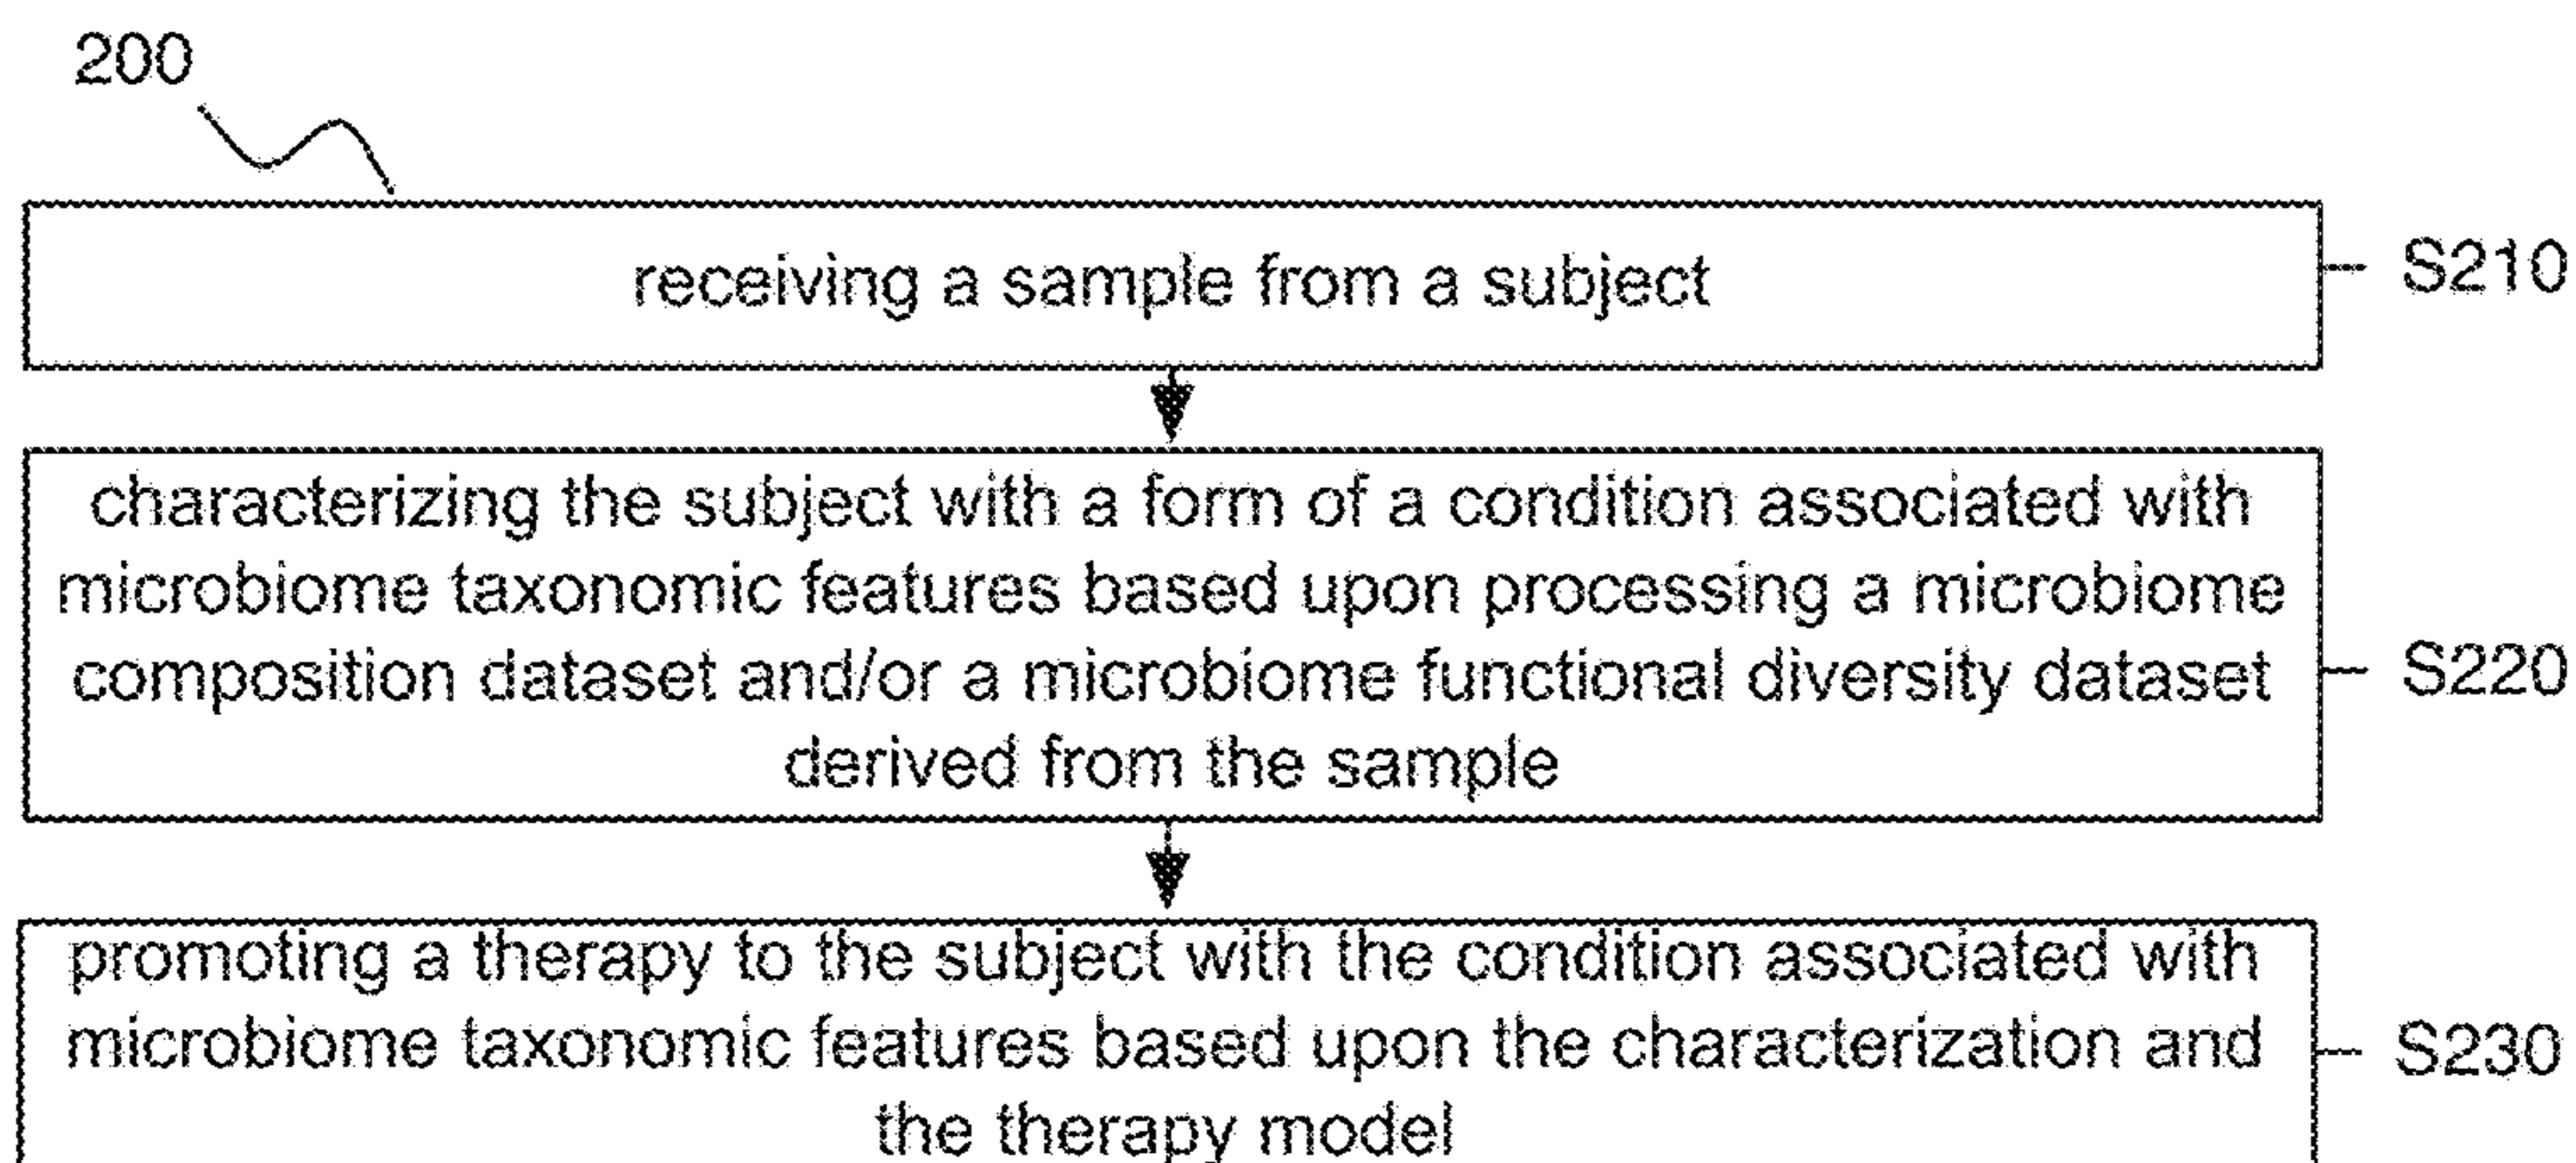 200
receiving a sample from a subject
S210
characterizing the subject with a form of a condition associated with
microbiome taxonomic features based upon processing a microbiome
composition dataset and/or a microbiome functional diversity dataset
derived from the sample
S220
promoting a therapy to the subject with the condition associated with
microbiome taxonomic features based upon the characterization and
the therapy model
S230